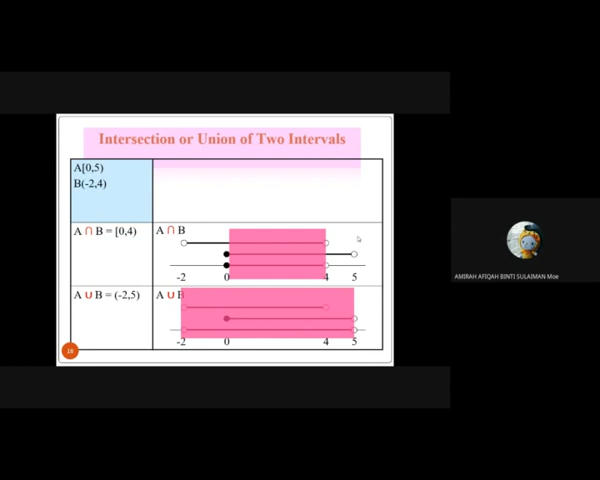 Intersection or Union of Two Intervals
A[0,5)
B(-2,4)
A ∩ B = [0,4)
A ∩ B
-2 0 4 5
A ∪ B = (-2,5)
A ∪ B
-2 0 4 5
16
AMIRAH AFIQAH BINTI SULAIMAN Moe